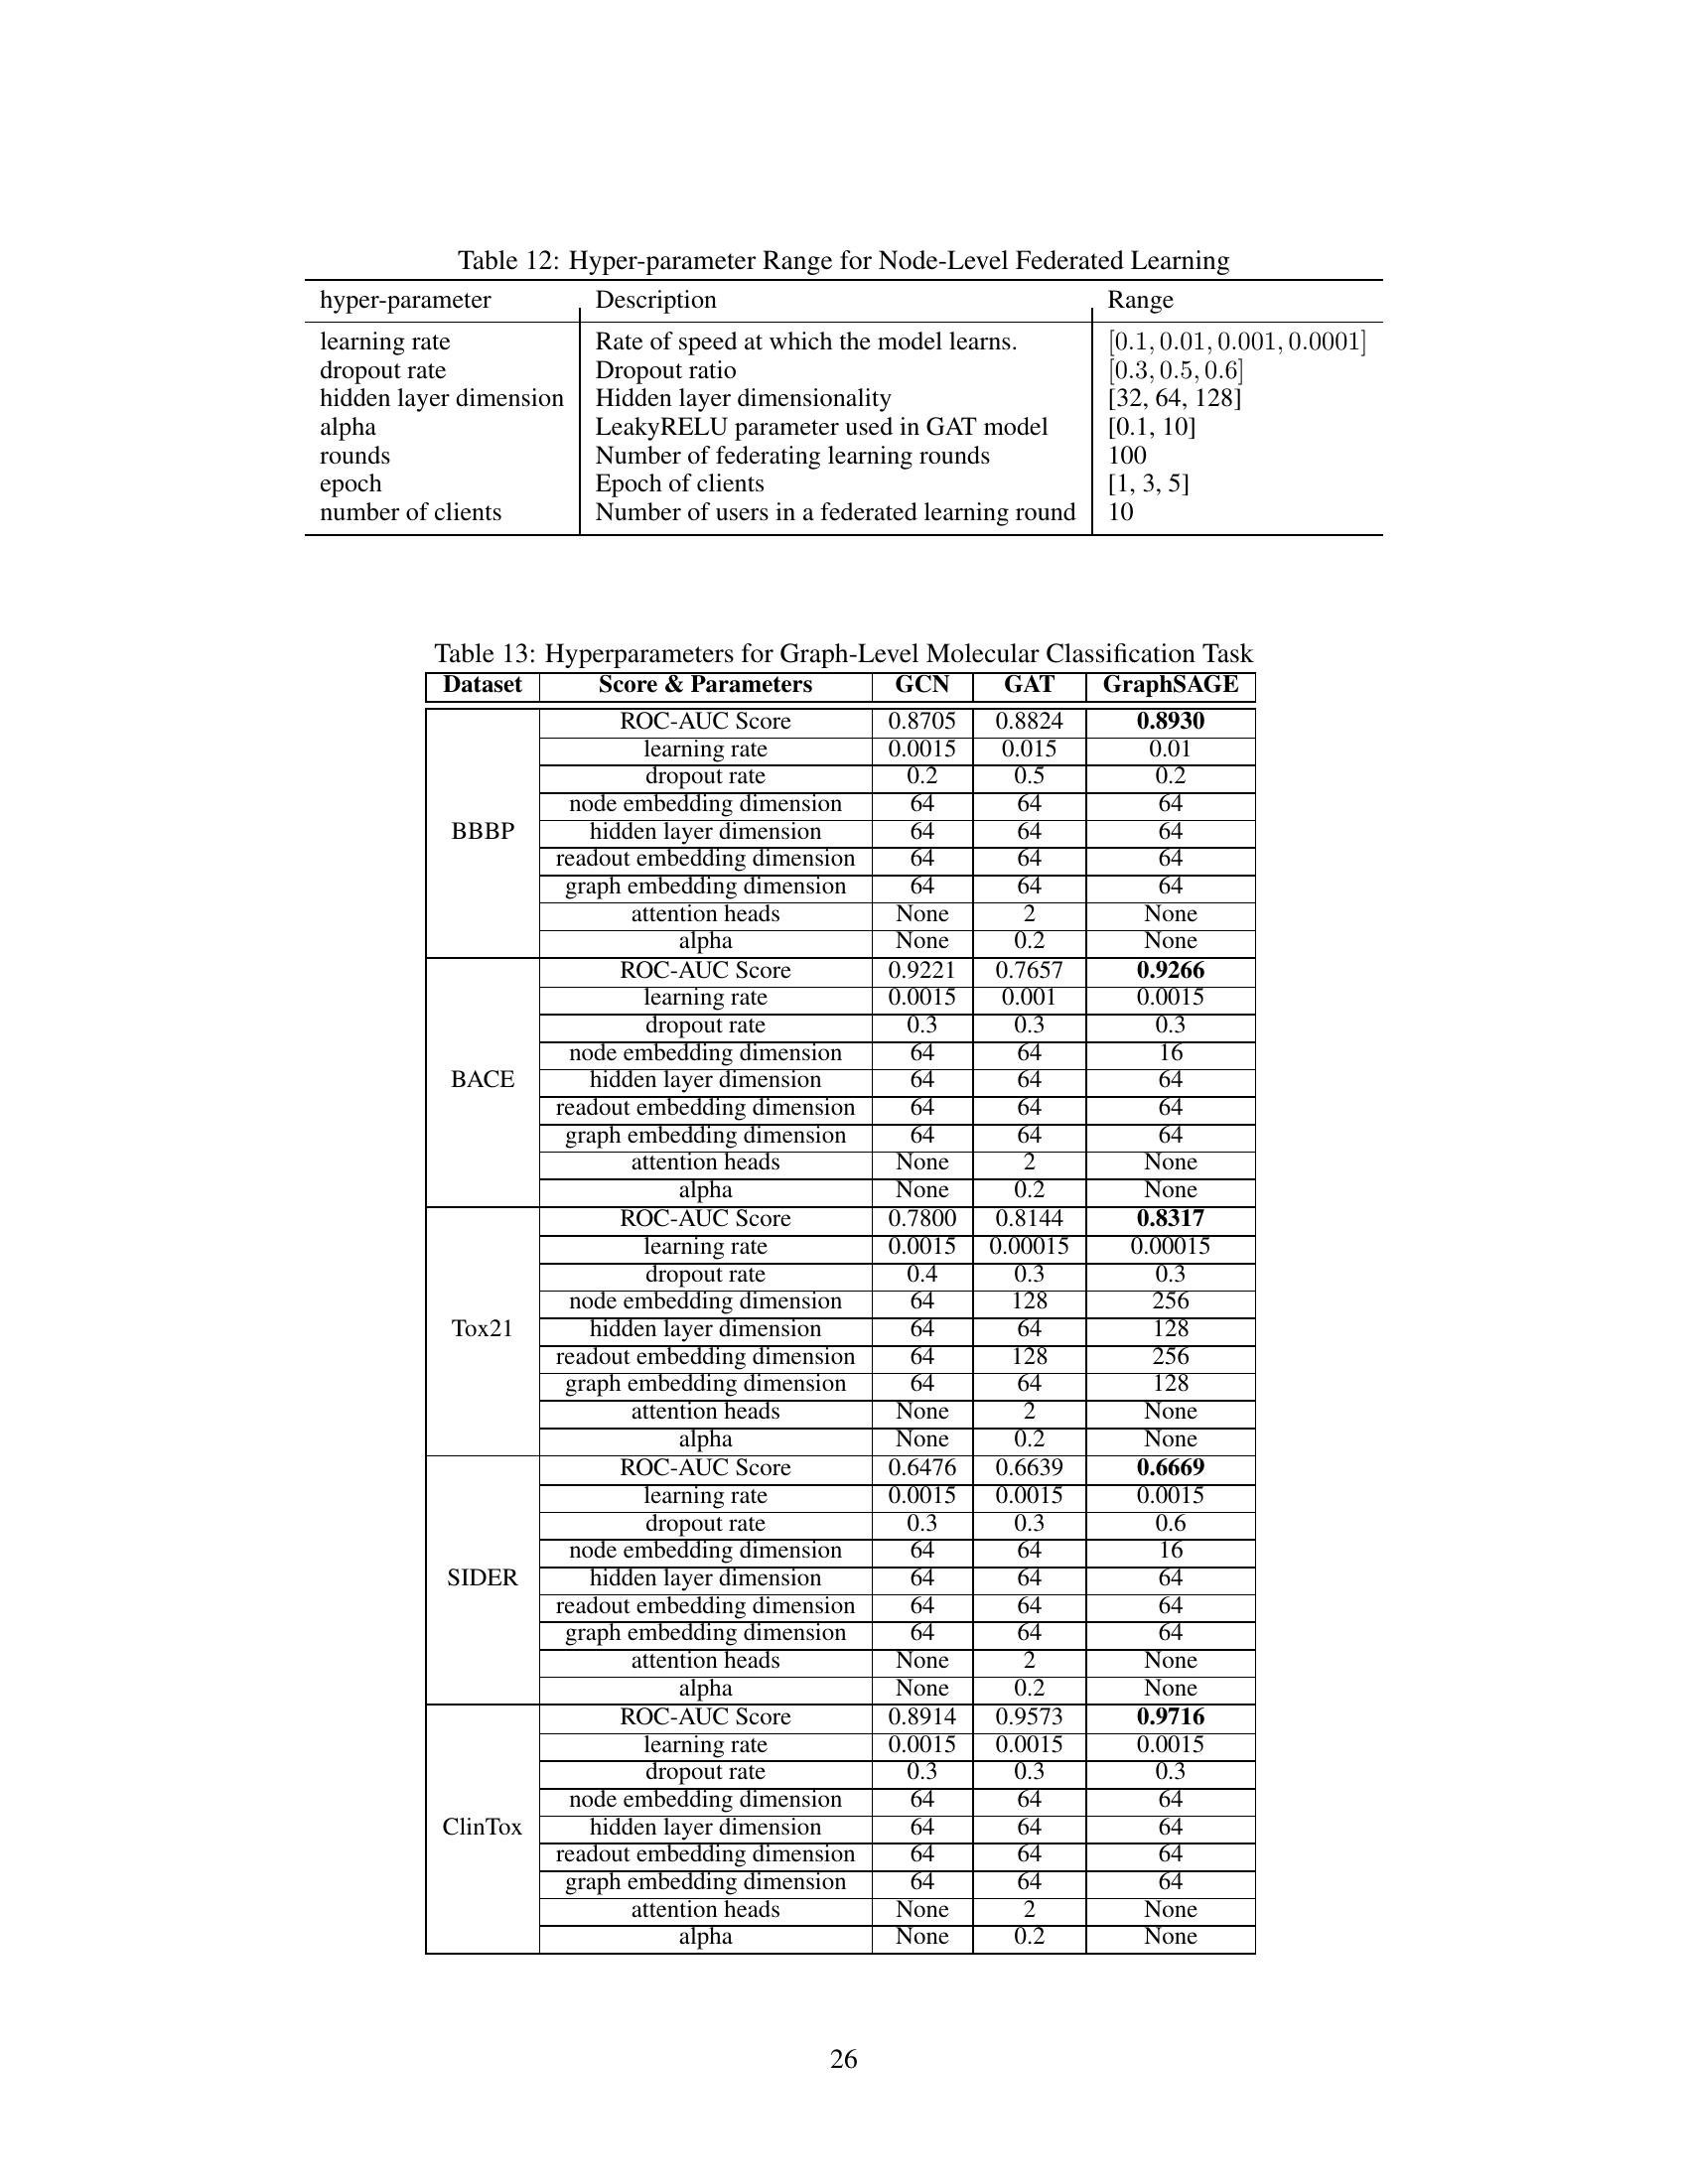 Table 12: Hyper-parameter Range for Node-Level Federated Learning
hyper-parameter Description Range
learning rate Rate of speed at which the model learns. [0.1, 0.01, 0.001, 0.0001]
dropout rate Dropout ratio [0.3, 0.5, 0.6]
hidden layer dimension Hidden layer dimensionality [32, 64, 128]
alpha LeakyRELU parameter used in GAT model [0.1, 10]
rounds Number of federating learning rounds 100
epoch Epoch of clients [1, 3, 5]
number of clients Number of users in a federated learning round 10
Table 13: Hyperparameters for Graph-Level Molecular Classification Task
Dataset Score & Parameters GCN GAT GraphSAGE
ROC-AUC Score 0.8705 0.8824 0.8930
learning rate 0.0015 0.015 0.01
dropout rate 0.2 0.5 0.2
node embedding dimension 64 64 64
BBBP hidden layer dimension 64 64 64
readout embedding dimension 64 64 64
graph embedding dimension 64 64 64
attention heads None 2 None
alpha None 0.2 None
ROC-AUC Score 0.9221 0.7657 0.9266
learning rate 0.0015 0.001 0.0015
dropout rate 0.3 0.3 0.3
node embedding dimension 64 64 16
BACE hidden layer dimension 64 64 64
readout embedding dimension 64 64 64
graph embedding dimension 64 64 64
attention heads None 2 None
alpha None 0.2 None
ROC-AUC Score 0.7800 0.8144 0.8317
learning rate 0.0015 0.00015 0.00015
dropout rate 0.4 0.3 0.3
node embedding dimension 64 128 256
Tox21 hidden layer dimension 64 64 128
readout embedding dimension 64 128 256
graph embedding dimension 64 64 128
attention heads None 2 None
alpha None 0.2 None
ROC-AUC Score 0.6476 0.6639 0.6669
learning rate 0.0015 0.0015 0.0015
dropout rate 0.3 0.3 0.6
node embedding dimension 64 64 16
SIDER hidden layer dimension 64 64 64
readout embedding dimension 64 64 64
graph embedding dimension 64 64 64
attention heads None 2 None
alpha None 0.2 None
ROC-AUC Score 0.8914 0.9573 0.9716
learning rate 0.0015 0.0015 0.0015
dropout rate 0.3 0.3 0.3
node embedding dimension 64 64 64
ClinTox hidden layer dimension 64 64 64
readout embedding dimension 64 64 64
graph embedding dimension 64 64 64
attention heads None 2 None
alpha None 0.2 None
26